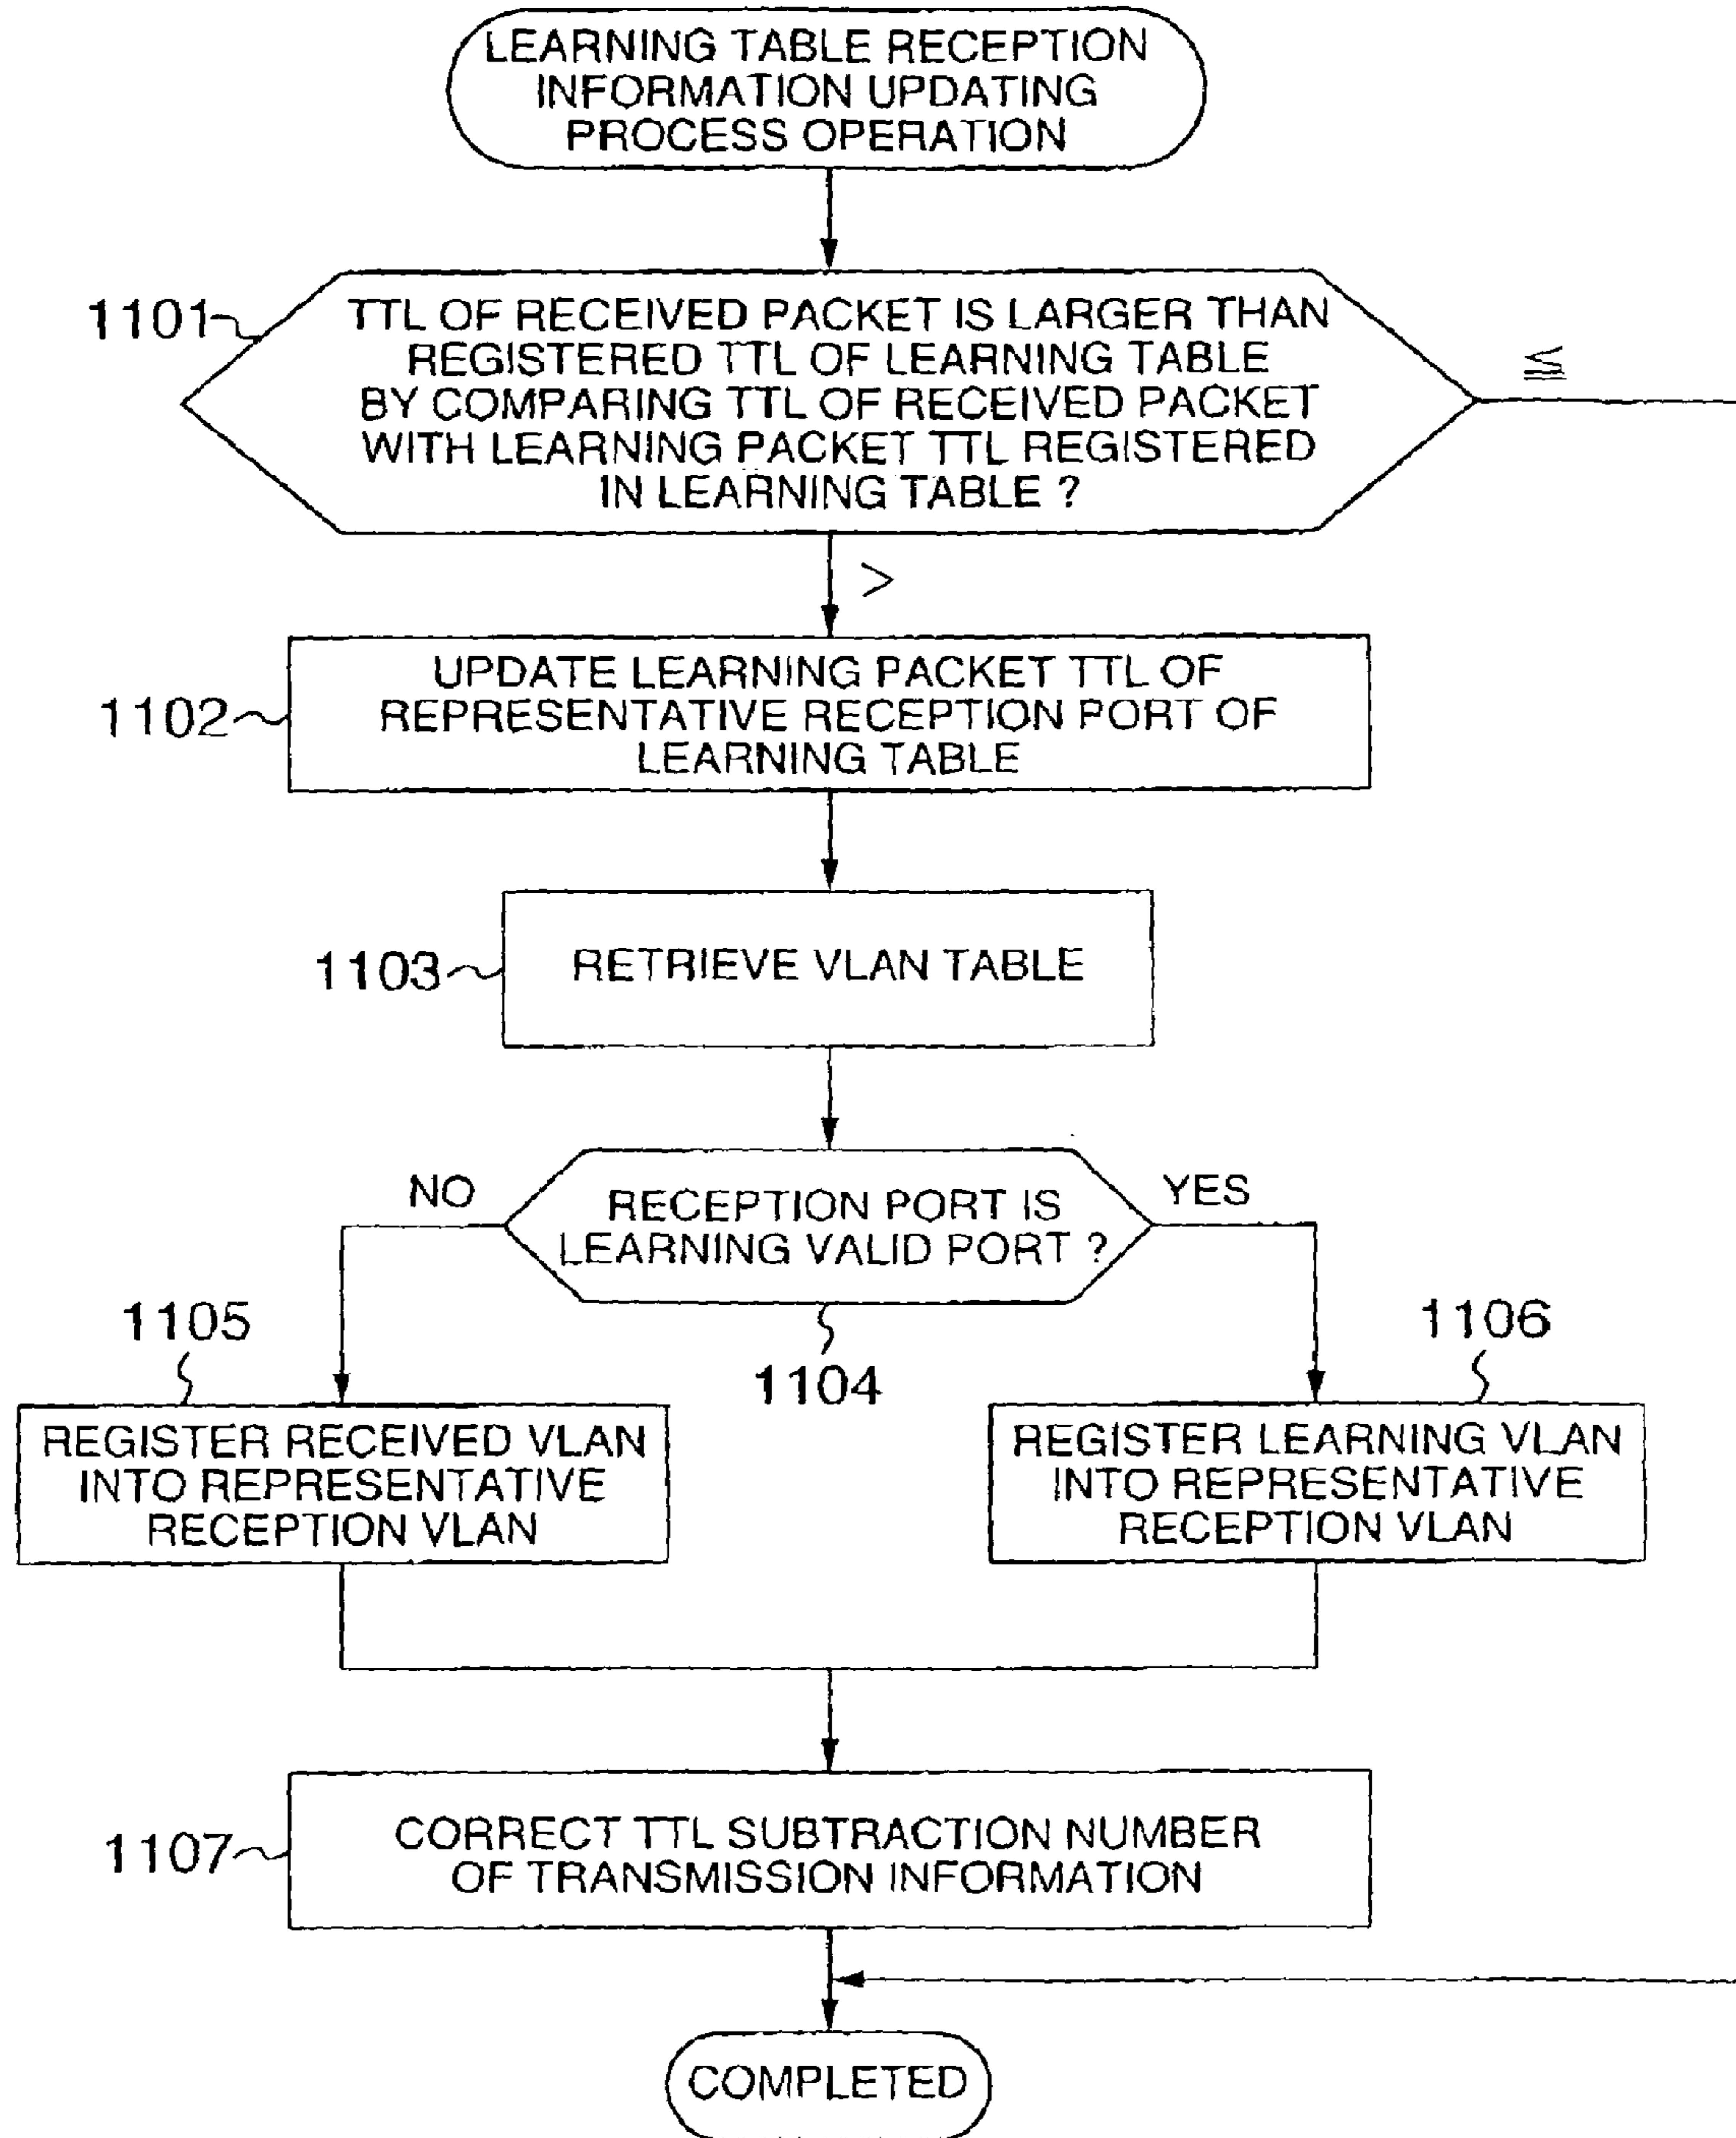 LEARNING TABLE RECEPTION
INFORMATION UPDATING
PROCESS OPERATION
1101
TTL OF RECEIVED PACKET IS LARGER THAN
REGISTERED TTL OF LEARNING TABLE
BY COMPARING TTL OF RECEIVED PACKET
WITH LEARNING PACKET TTL REGISTERED
IN LEARNING TABLE ?
≦
>
1102
UPDATE LEARNING PACKET TTL OF
REPRESENTATIVE RECEPTION PORT OF
LEARNING TABLE
1103
RETRIEVE VLAN TABLE
NO
RECEPTION PORT IS
LEARNING VALID PORT ?
YES
1104
1105
REGISTER RECEIVED VLAN
INTO REPRESENTATIVE
RECEPTION VLAN
1106
REGISTER LEARNING VLAN
INTO REPRESENTATIVE
RECEPTION VLAN
1107
CORRECT TTL SUBTRACTION NUMBER
OF TRANSMISSION INFORMATION
COMPLETED